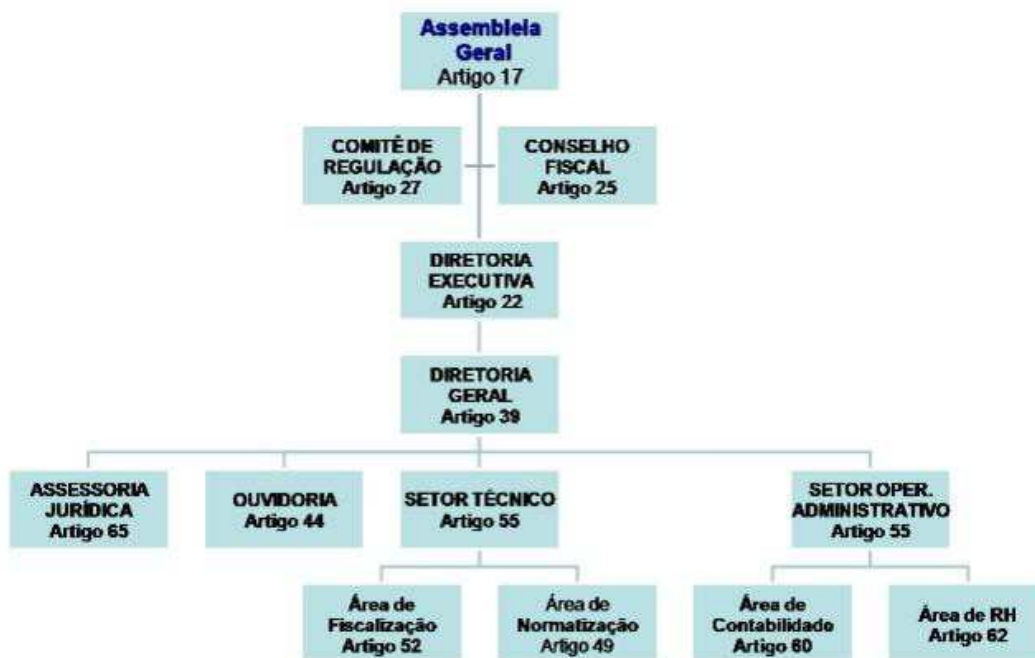 Assembleia
Geral
Artigo 17
COMITÊ DE
REGULAÇÃO
Artigo 27
CONSELHO
FISCAL
Artigo 25
DIRETORIA
EXECUTIVA
Artigo 22
DIRETORIA
GERAL
Artigo 39
ASSESSORIA
JURÍDICA
Artigo 65
OUVIDORIA
Artigo 44
SETOR TÉCNICO
Artigo 55
SETOR OPER.
ADMINISTRATIVO
Artigo 55
Área de
Fiscalização
Artigo 52
Área de
Normatização
Artigo 49
Área de
Contabilidade
Artigo 60
Área de RH
Artigo 62